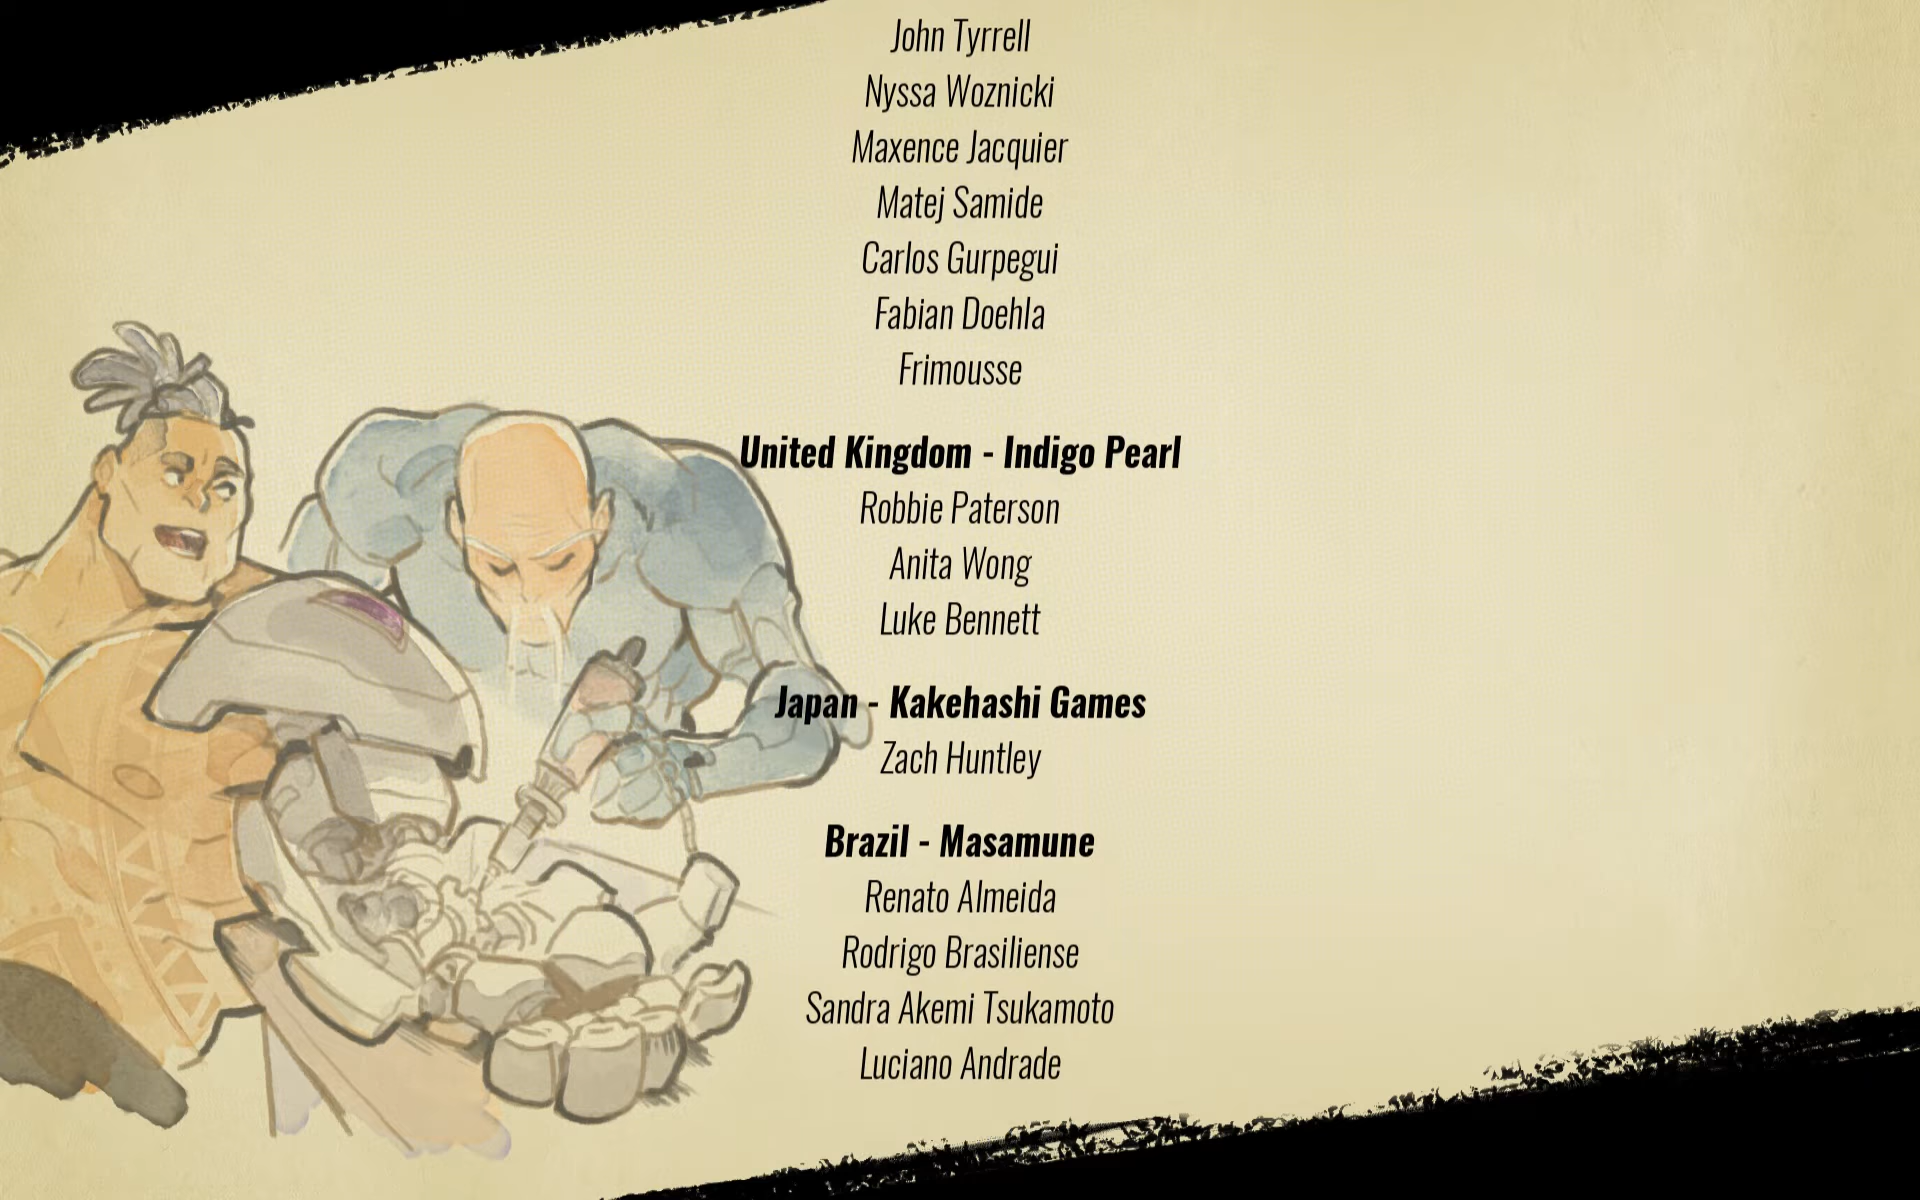 John Tyrrell
Nyssa Woznicki
Maxence Jacquier
Matej Samide
Carlos Gurpegui
Fabian Doehla
Frimousse
United Kingdom - Indigo Pearl
Robbie Paterson
Anita Wong
Luke Bennett
Japan - Kakehashi Games
Zach Huntley
Brazil - Masamune
Renato Almeida
Rodrigo Brasiliense
Sandra Akemi Tsukamoto
Luciano Andrade